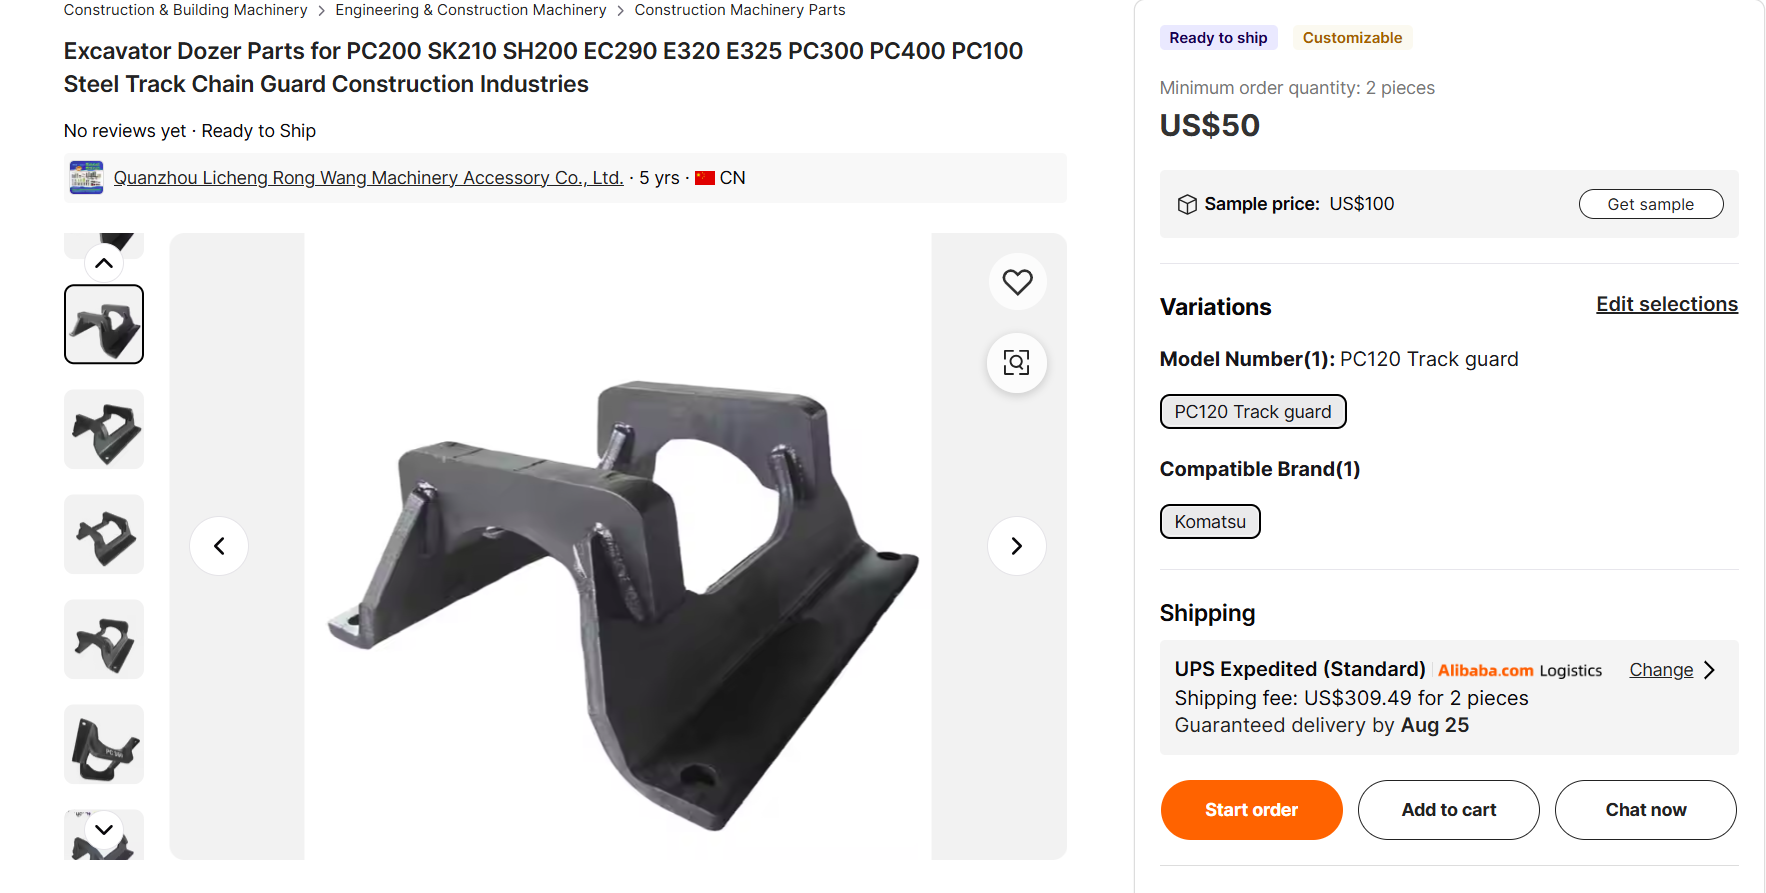 Construction & Building Machinery > Engineering & Construction Machinery > Construction Machinery Parts
Excavator Dozer Parts for PC200 SK210 SH200 EC290 E320 E325 PC300 PC400 PC100
Steel Track Chain Guard Construction Industries
No reviews yet · Ready to Ship
Quanzhou Licheng Rong Wang Machinery Accessory Co., Ltd. · 5 yrs · CN
Ready to ship
Customizable
Minimum order quantity: 2 pieces
US$50
Sample price: US$100
Get sample
Variations
Edit selections
Model Number(1): PC120 Track guard
PC120 Track guard
Compatible Brand(1)
Komatsu
Shipping
UPS Expedited (Standard) Alibaba.com Logistics Change
Shipping fee: US$309.49 for 2 pieces
Guaranteed delivery by Aug 25
Start order
Add to cart
Chat now